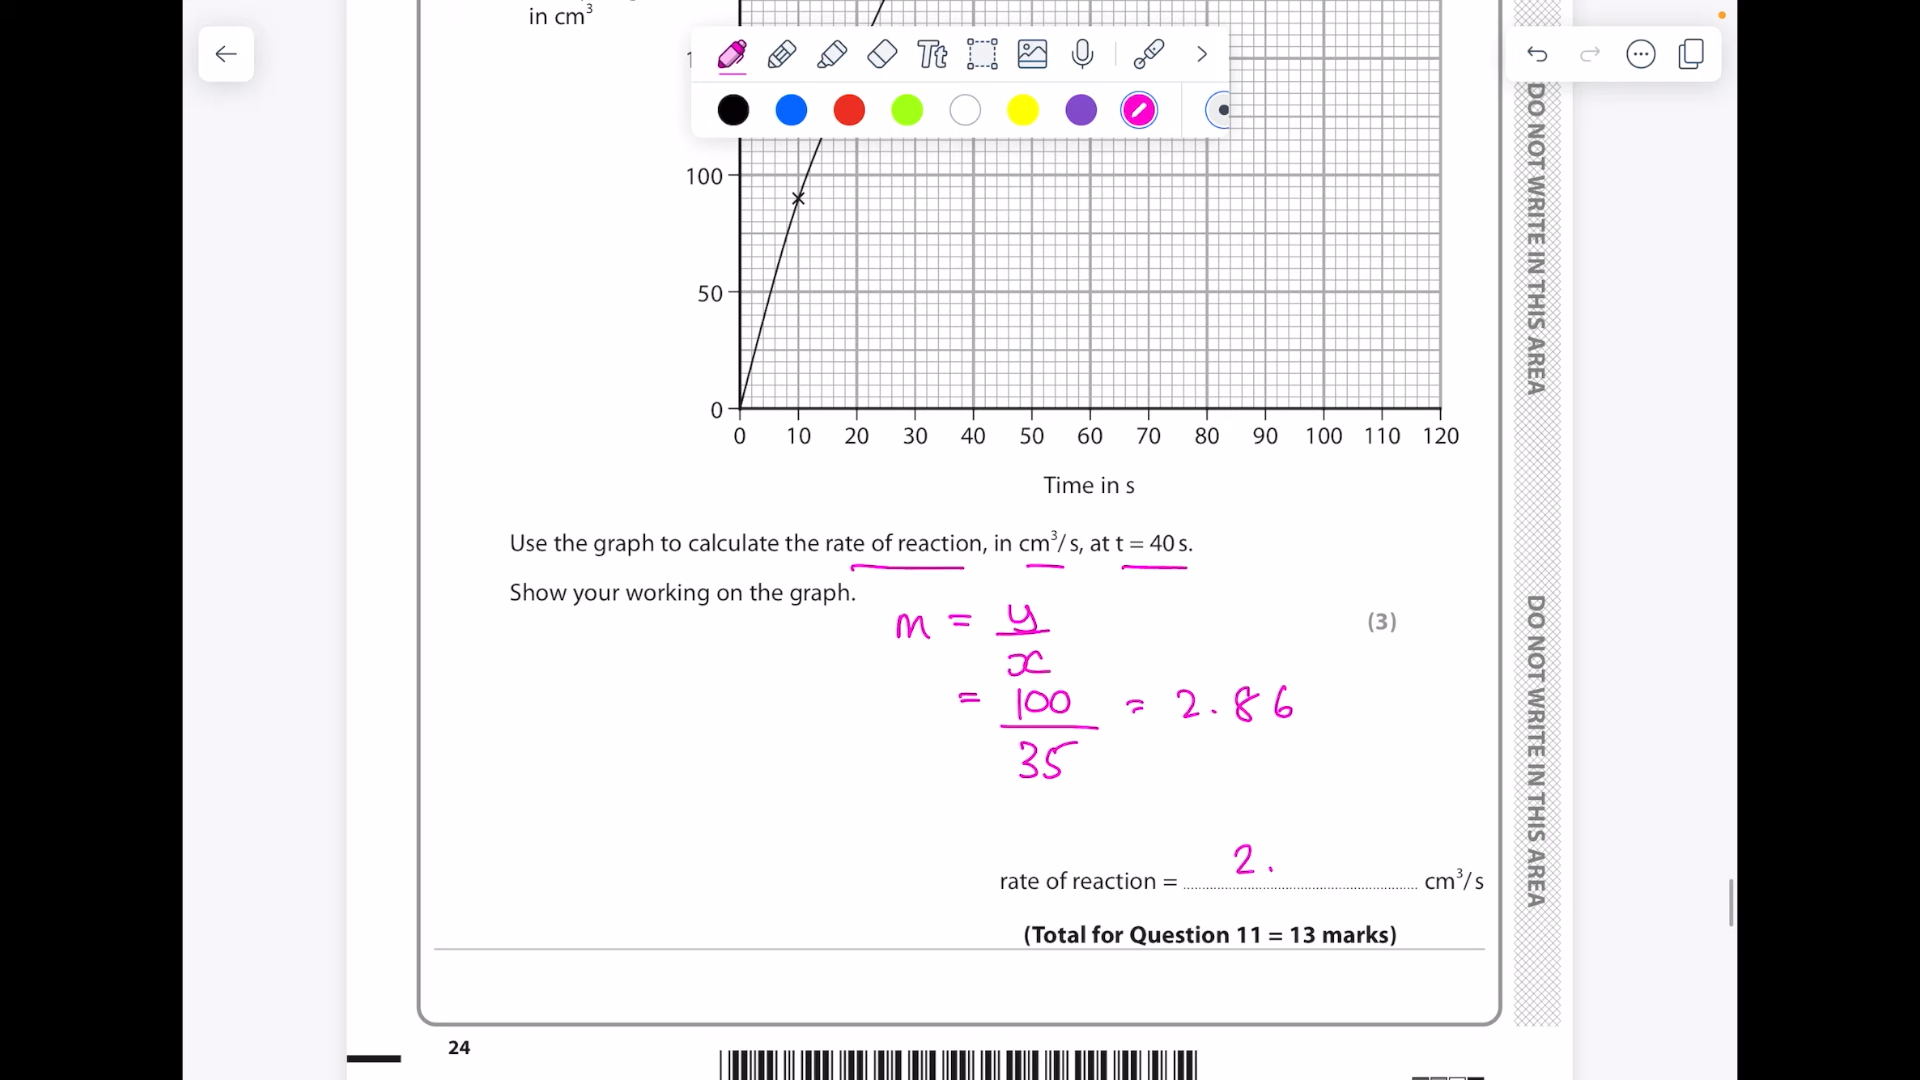 in cm³
Tt
100
50
0
0 10 20 30 40 50 60 70 80 90 100 110 120
Time in s
Use the graph to calculate the rate of reaction, in cm³/s, at t = 40 s.
Show your working on the graph.
(3)
m = y/x
= 100/35 = 2.86
2.
rate of reaction = ........ cm³/s
(Total for Question 11 = 13 marks)
24
DO NOT WRITE IN THIS AREA
DO NOT WRITE IN THIS AREA